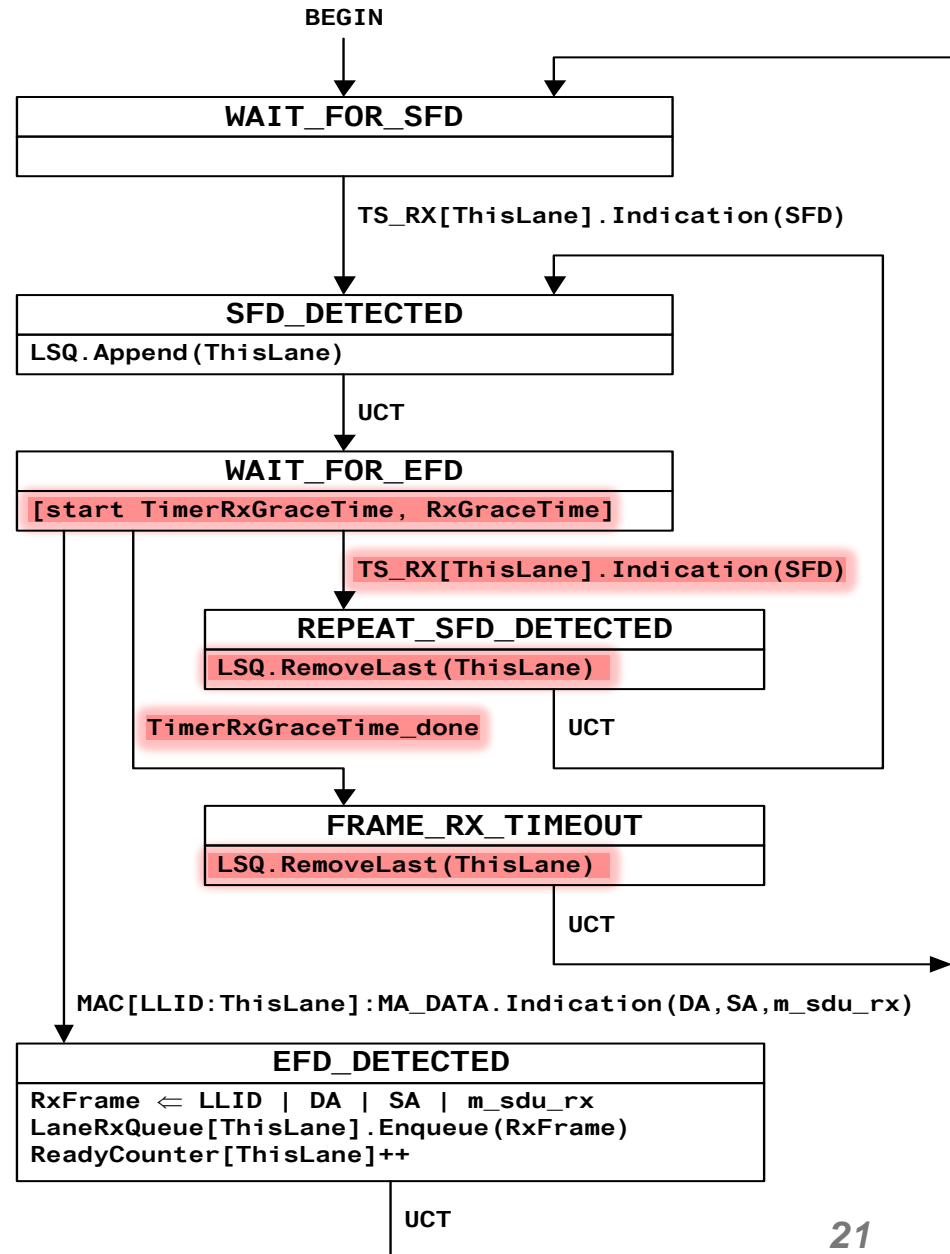 BEGIN
WAIT_FOR_SFD
TS_RX[ThisLane].Indication(SFD)
SFD_DETECTED
LSQ.Append(ThisLane)
UCT
WAIT_FOR_EFD
[start TimerRxGraceTime, RxGraceTime]
TS_RX[ThisLane].Indication(SFD)
REPEAT_SFD_DETECTED
LSQ.RemoveLast(ThisLane)
TimerRxGraceTime_done
UCT
FRAME_RX_TIMEOUT
LSQ.RemoveLast(ThisLane)
UCT
MAC[LLID:ThisLane]:MA_DATA.Indication(DA,SA,m_sdu_rx)
EFD_DETECTED
RxFrame ⇐ LLID | DA | SA | m_sdu_rx
LaneRxQueue[ThisLane].Enqueue(RxFrame)
ReadyCounter[ThisLane]++
UCT
21